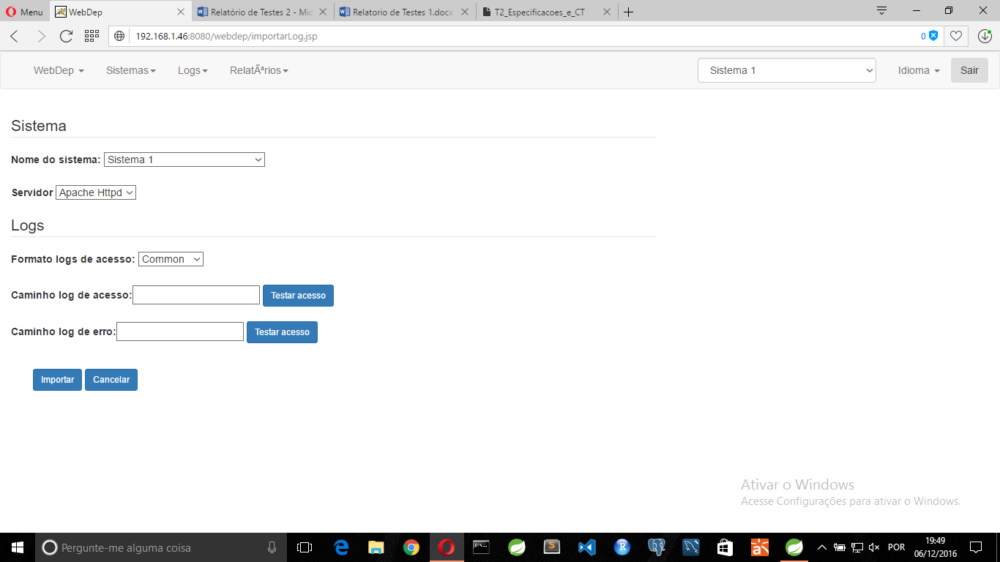 Menu WebDep Relatório de Testes 2 - Mic Relatorio de Testes 1.docx T2_Especificacoes_e_CT
192.168.1.46:8080/webdep/importarLog.jsp 0
WebDep Sistemas Logs RelatÃ³rios Sistema 1 Idioma Sair
Sistema
Nome do sistema: Sistema 1
Servidor Apache Httpd
Logs
Formato logs de acesso: Common
Caminho log de acesso: Testar acesso
Caminho log de erro: Testar acesso
Importar Cancelar
Ativar o Windows
Acesse Configurações para ativar o Windows.
Pergunte-me alguma coisa POR 19:49
06/12/2016